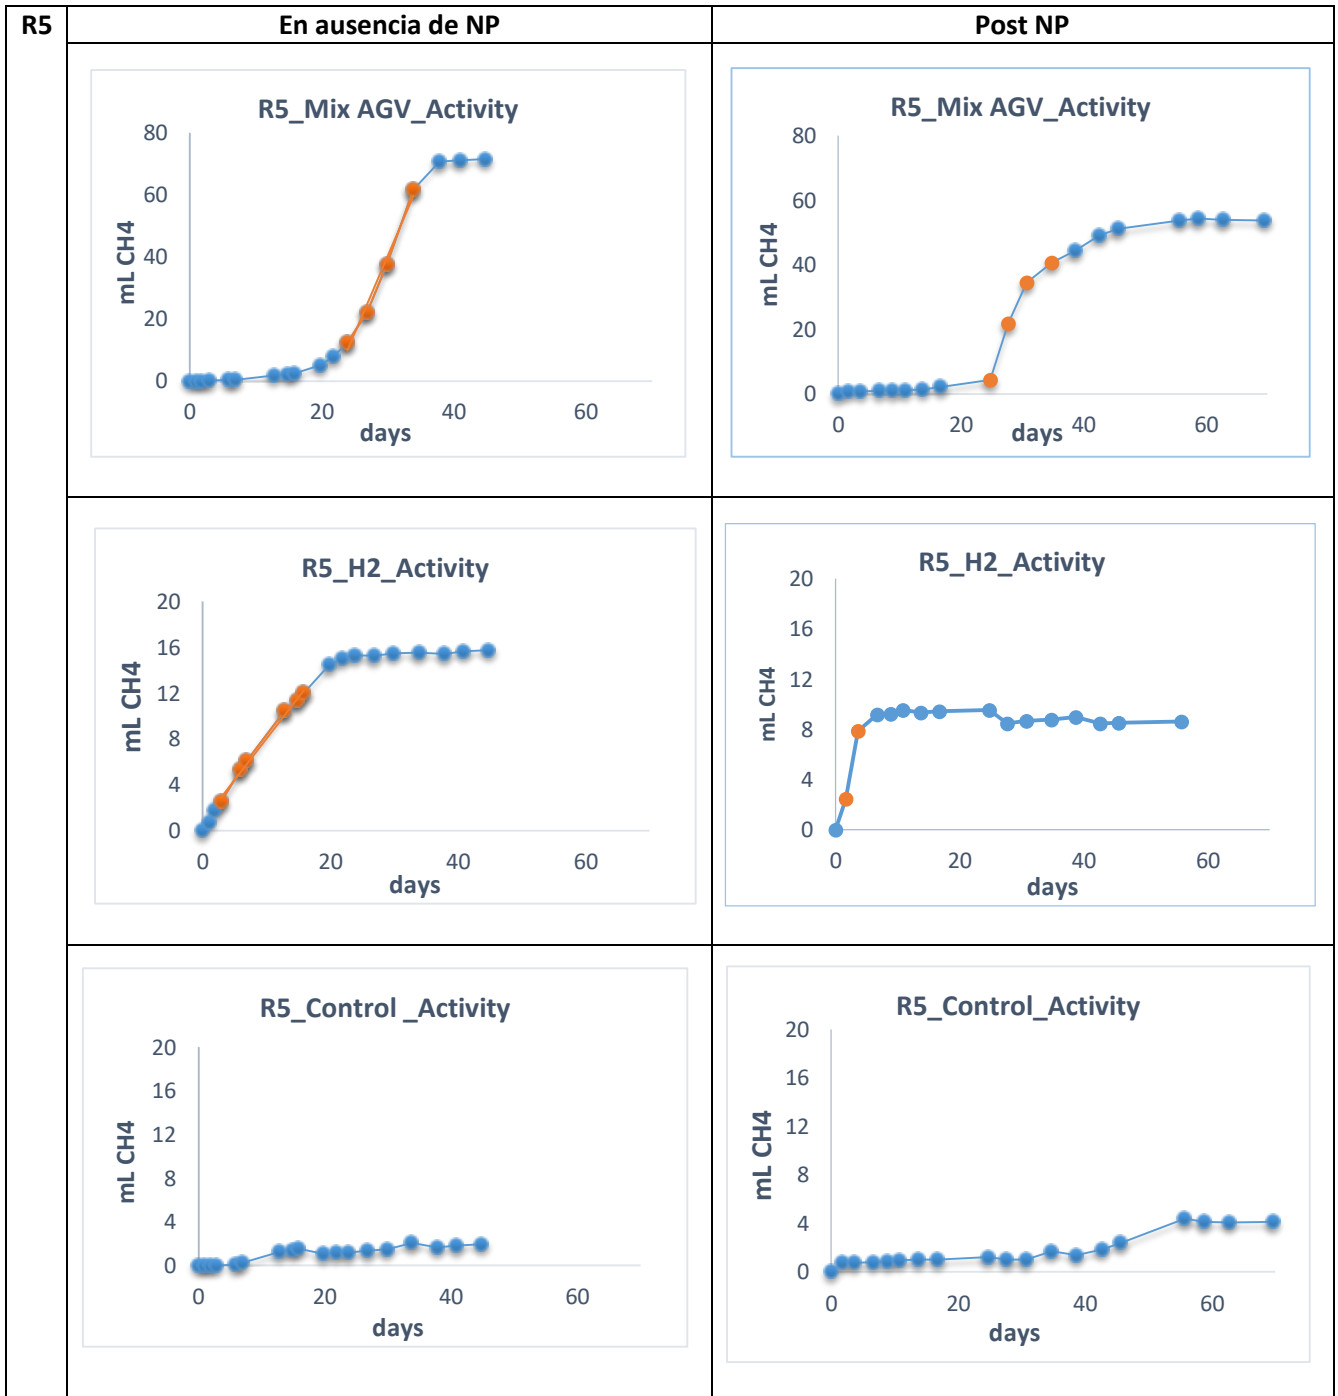 R5 En ausencia de NP Post NP
R5_Mix AGV_Activity
80
60
40
20
0
mL CH4
0 20 40 60
days
R5_Mix AGV_Activity
80
60
40
20
0
mL CH4
0 20 40 60
days
R5_H2_Activity
20
16
12
8
4
0
mL CH4
0 20 40 60
days
R5_H2_Activity
20
16
12
8
4
0
mL CH4
0 20 40 60
days
R5_Control _Activity
20
16
12
8
4
0
mL CH4
0 20 40 60
days
R5_Control_Activity
20
16
12
8
4
0
mL CH4
0 20 40 60
days